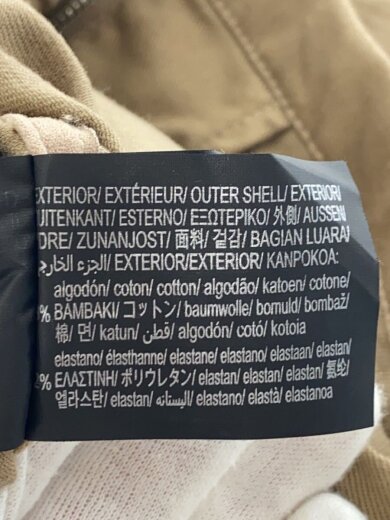 EXTERIOR/ EXTÉRIEUR/ OUTER SHELL/ EXTERIOR/
UITENKANT/ ESTERNO/ ΕΞΩΤΕΡΙΚΟ/ 外側/ AUSSEN
DRE/ ZUNANJOST/ 面料/ 겉감/ BAGIAN LUARA/
الجزء الخارجي/ EXTERIOR/EXTERIOR/ KANPOKOA:
algodón/ coton/ cotton/ algodão/ katoen/ cotone/
% ΒΑΜΒΑΚΙ/ コットン/ baumwolle/ bomuld/ bombaž/
棉/ 면/ katun/ قطن/ algodón/ cotó/ kotoia
elastano/ élasthanne/ elastane/ elastano/ elastaan/ elastan/
% ΕΛΑΣΤΙΝΗ/ ポリウレタン/ elastan/ elastan/ elastan/ 氨纶/
엘라스탄/ elastan/ اليستانه/ elastano/ elastà/ elastanoa